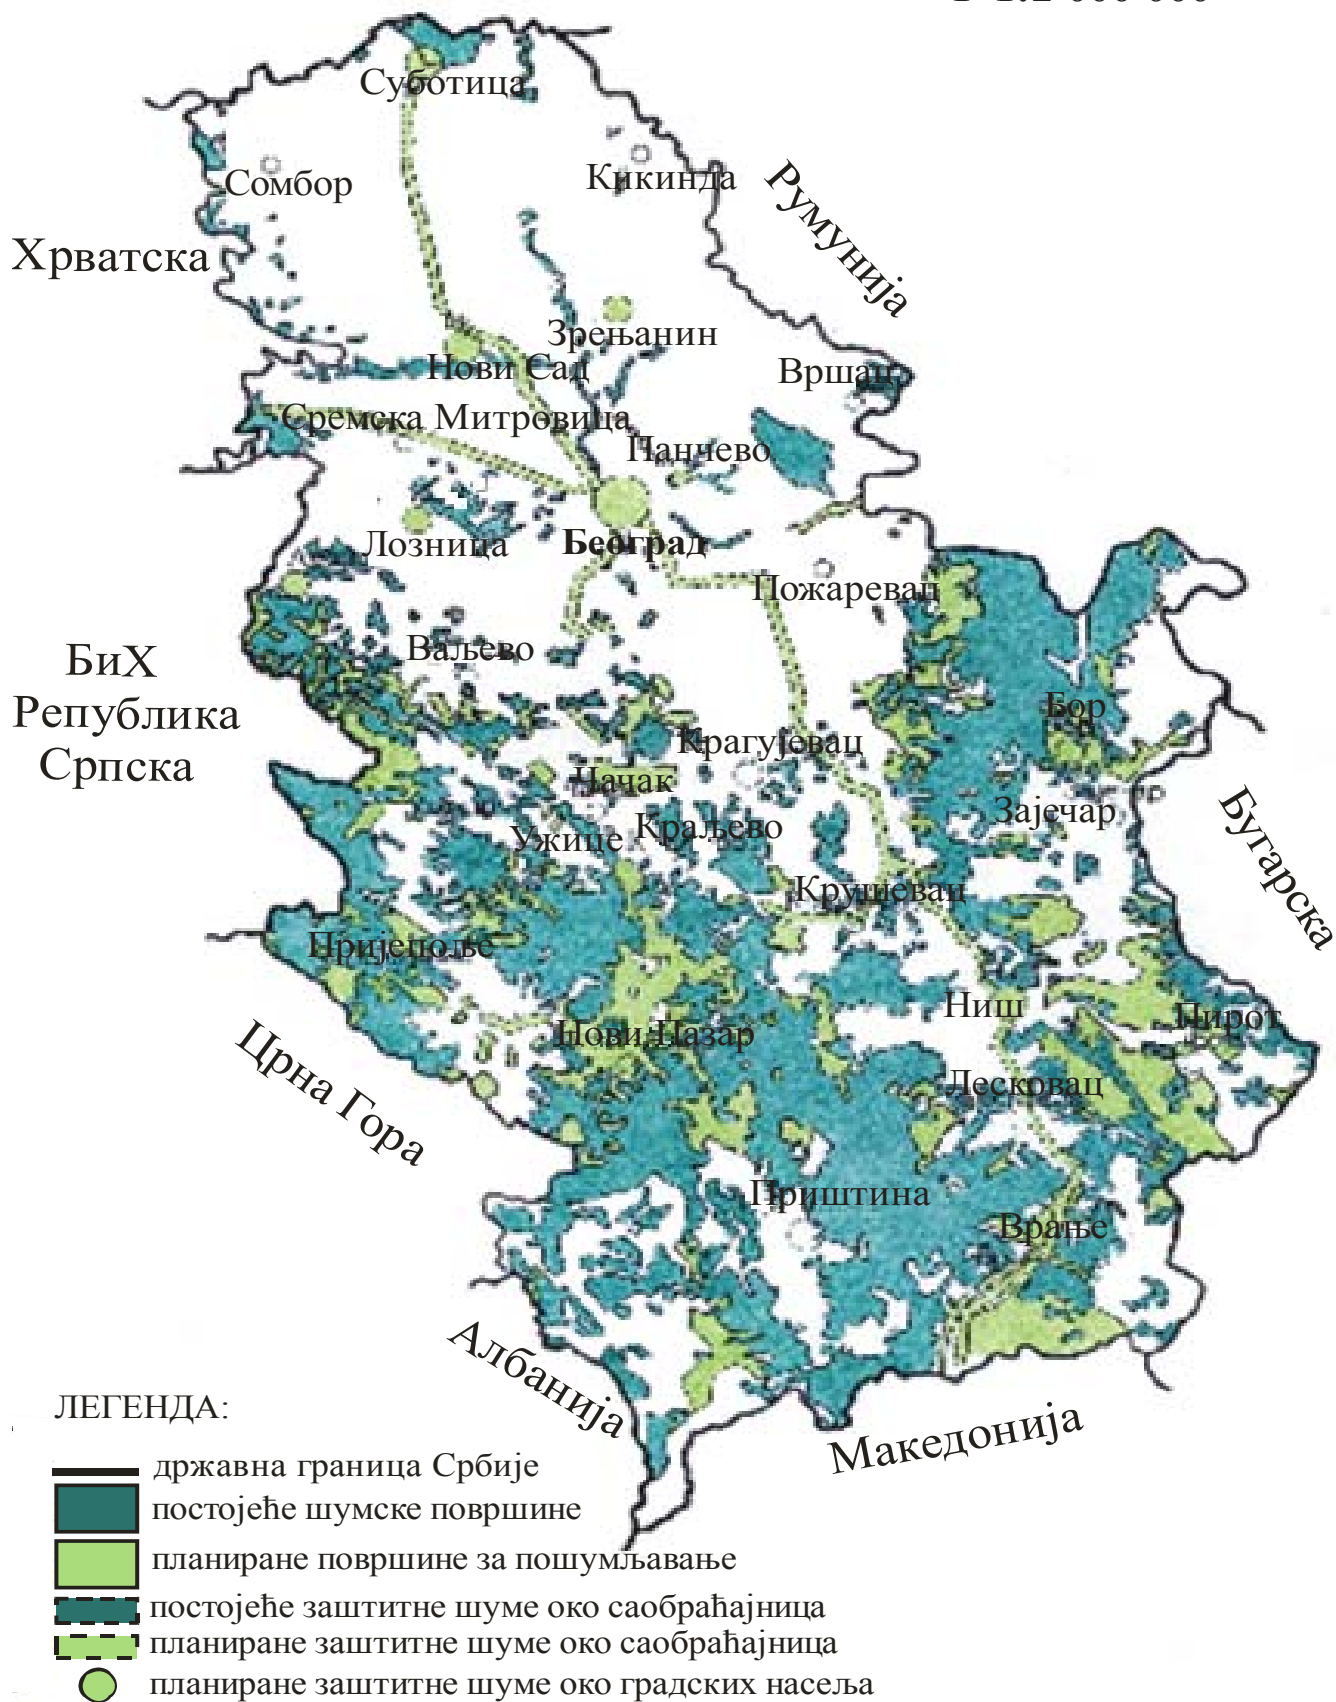 Суботица
Сомбор
Кикинда
Румунија
Хрватска
Зрењанин
Нови Сад
Вршац
Сремска Митровица
Панчево
Лозница
Београд
Пожаревац
Ваљево
БиХ
Република
Српска
Бор
Крагујевац
Чачак
Зајечар
Ужице
Краљево
Бугарска
Крушевац
Пријепоље
Ниш
Пирот
Нови Пазар
Црна Гора
Лесковац
Приштина
Врање
Албанија
Македонија
ЛЕГЕНДА:
државна граница Србије
постојеће шумске површине
планиране површине за пошумљавање
постојеће заштитне шуме око саобраћајница
планиране заштитне шуме око саобраћајница
планиране заштитне шуме око градских насеља